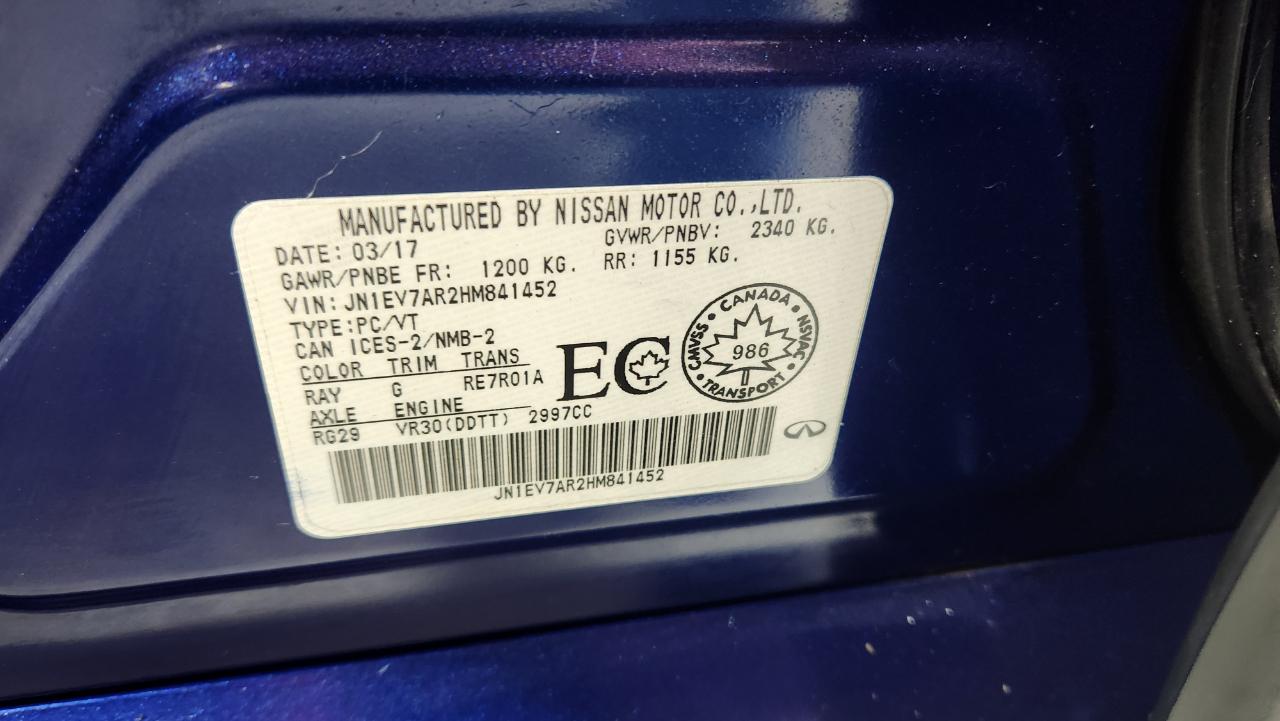 MANUFACTURED BY NISSAN MOTOR CO.,LTD.
DATE: 03/17 GVWR/PNBV: 2340 KG.
GAWR/PNBE FR: 1200 KG. RR: 1155 KG.
VIN: JN1EV7AR2HM841452
TYPE:PC/VT
CAN ICES-2/NMB-2
COLOR TRIM TRANS
RAY G RE7R01A
AXLE ENGINE
RG29 VR30(DDTT) 2997CC
EC
CANADA
NSVAC
TRANSPORT
CMVSS
986
JN1EV7AR2HM841452